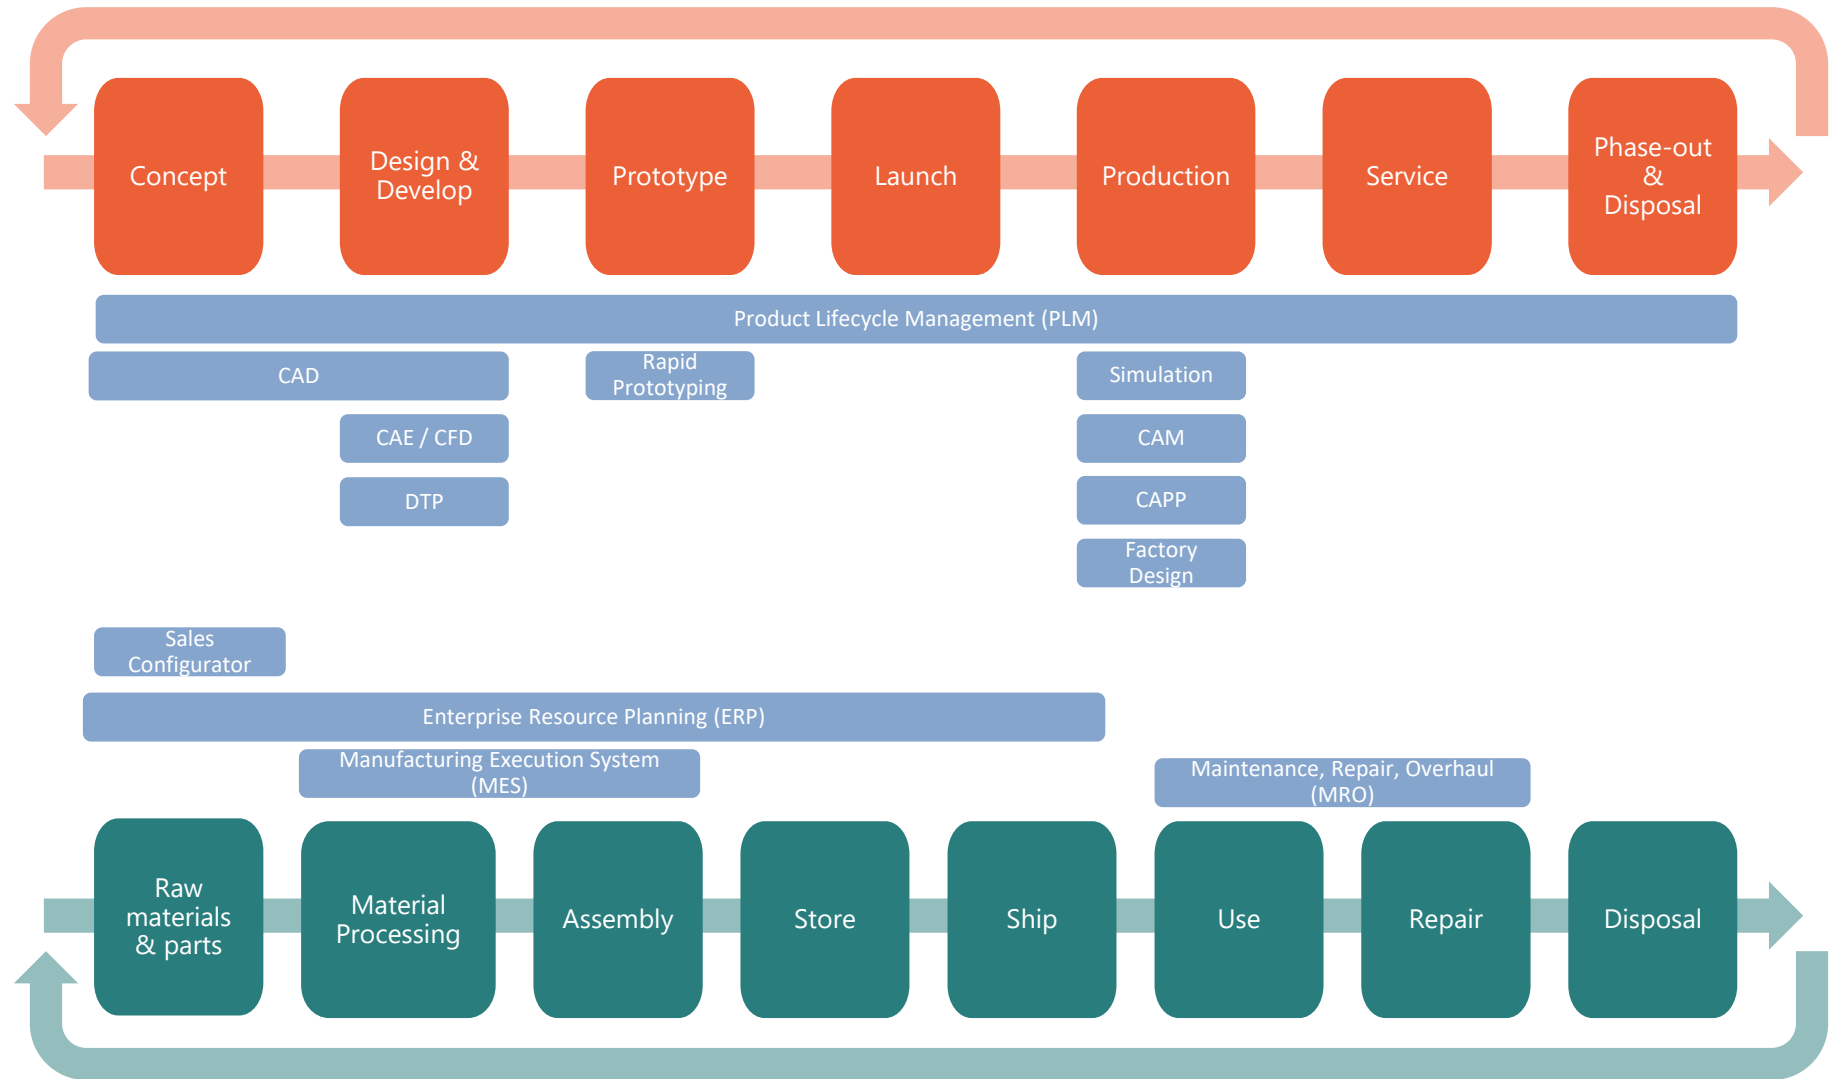 Concept
Design &
Develop
Prototype
Launch
Production
Service
Phase-out
&
Disposal
Product Lifecycle Management (PLM)
CAD
Rapid
Prototyping
Simulation
CAE / CFD
CAM
DTP
CAPP
Factory
Design
Sales
Configurator
Enterprise Resource Planning (ERP)
Manufacturing Execution System
(MES)
Maintenance, Repair, Overhaul
(MRO)
Raw
materials
& parts
Material
Processing
Assembly
Store
Ship
Use
Repair
Disposal